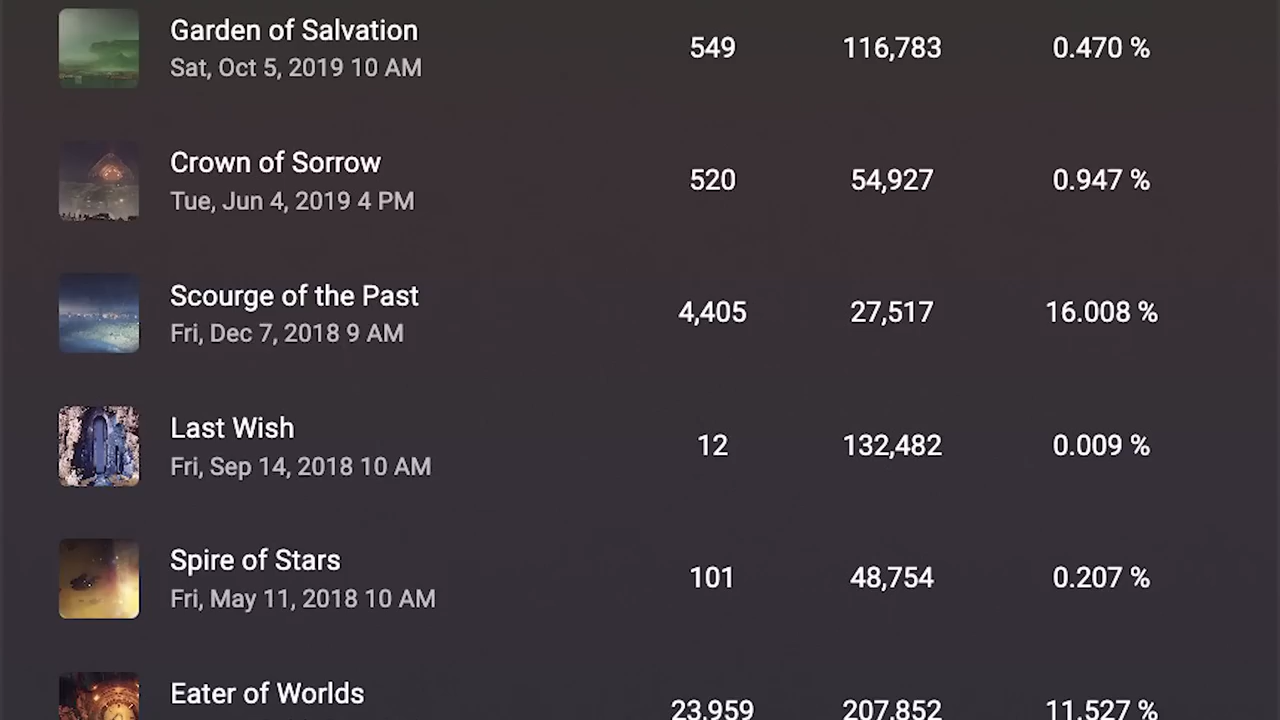 Garden of Salvation
Sat, Oct 5, 2019 10 AM
549 116,783 0.470 %
Crown of Sorrow
Tue, Jun 4, 2019 4 PM
520 54,927 0.947 %
Scourge of the Past
Fri, Dec 7, 2018 9 AM
4,405 27,517 16.008 %
Last Wish
Fri, Sep 14, 2018 10 AM
12 132,482 0.009 %
Spire of Stars
Fri, May 11, 2018 10 AM
101 48,754 0.207 %
Eater of Worlds
23,959 207,852 11.527 %